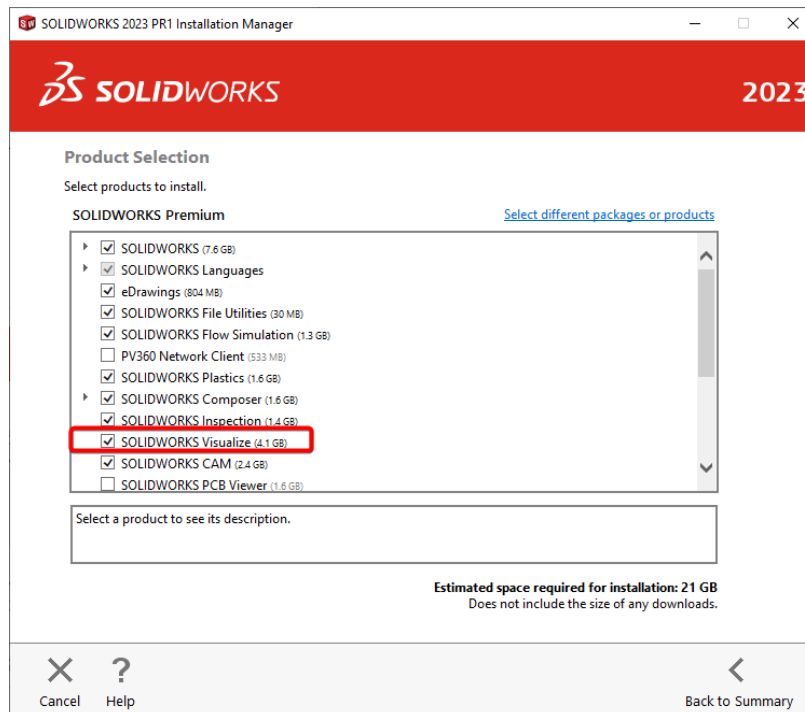 SOLIDWORKS 2023 PR1 Installation Manager
SOLIDWORKS
2023
Product Selection
Select products to install.
SOLIDWORKS Premium
Select different packages or products
SOLIDWORKS (7.6 GB)
SOLIDWORKS Languages
eDrawings (804 MB)
SOLIDWORKS File Utilities (30 MB)
SOLIDWORKS Flow Simulation (1.3 GB)
PV360 Network Client (533 MB)
SOLIDWORKS Plastics (1.6 GB)
SOLIDWORKS Composer (1.6 GB)
SOLIDWORKS Inspection (1.4 GB)
SOLIDWORKS Visualize (4.1 GB)
SOLIDWORKS CAM (2.4 GB)
SOLIDWORKS PCB Viewer (1.6 GB)
Select a product to see its description.
Estimated space required for installation: 21 GB
Does not include the size of any downloads.
Cancel
Help
Back to Summary